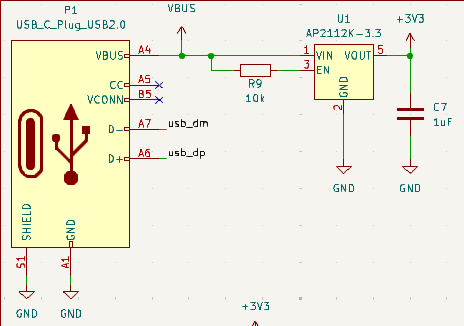 P1
USB_C_Plug_USB2.0
VBUS
U1
AP2112K-3.3
+3V3
VBUS A4
1 VIN VOUT 5
3 EN
GND
2
R9
10k
CC A5
VCONN B5
C7
1uF
D- A7 usb_dm
D+ A6 usb_dp
GND
GND
SHIELD
GND
S1
A1
GND
GND
+3V3